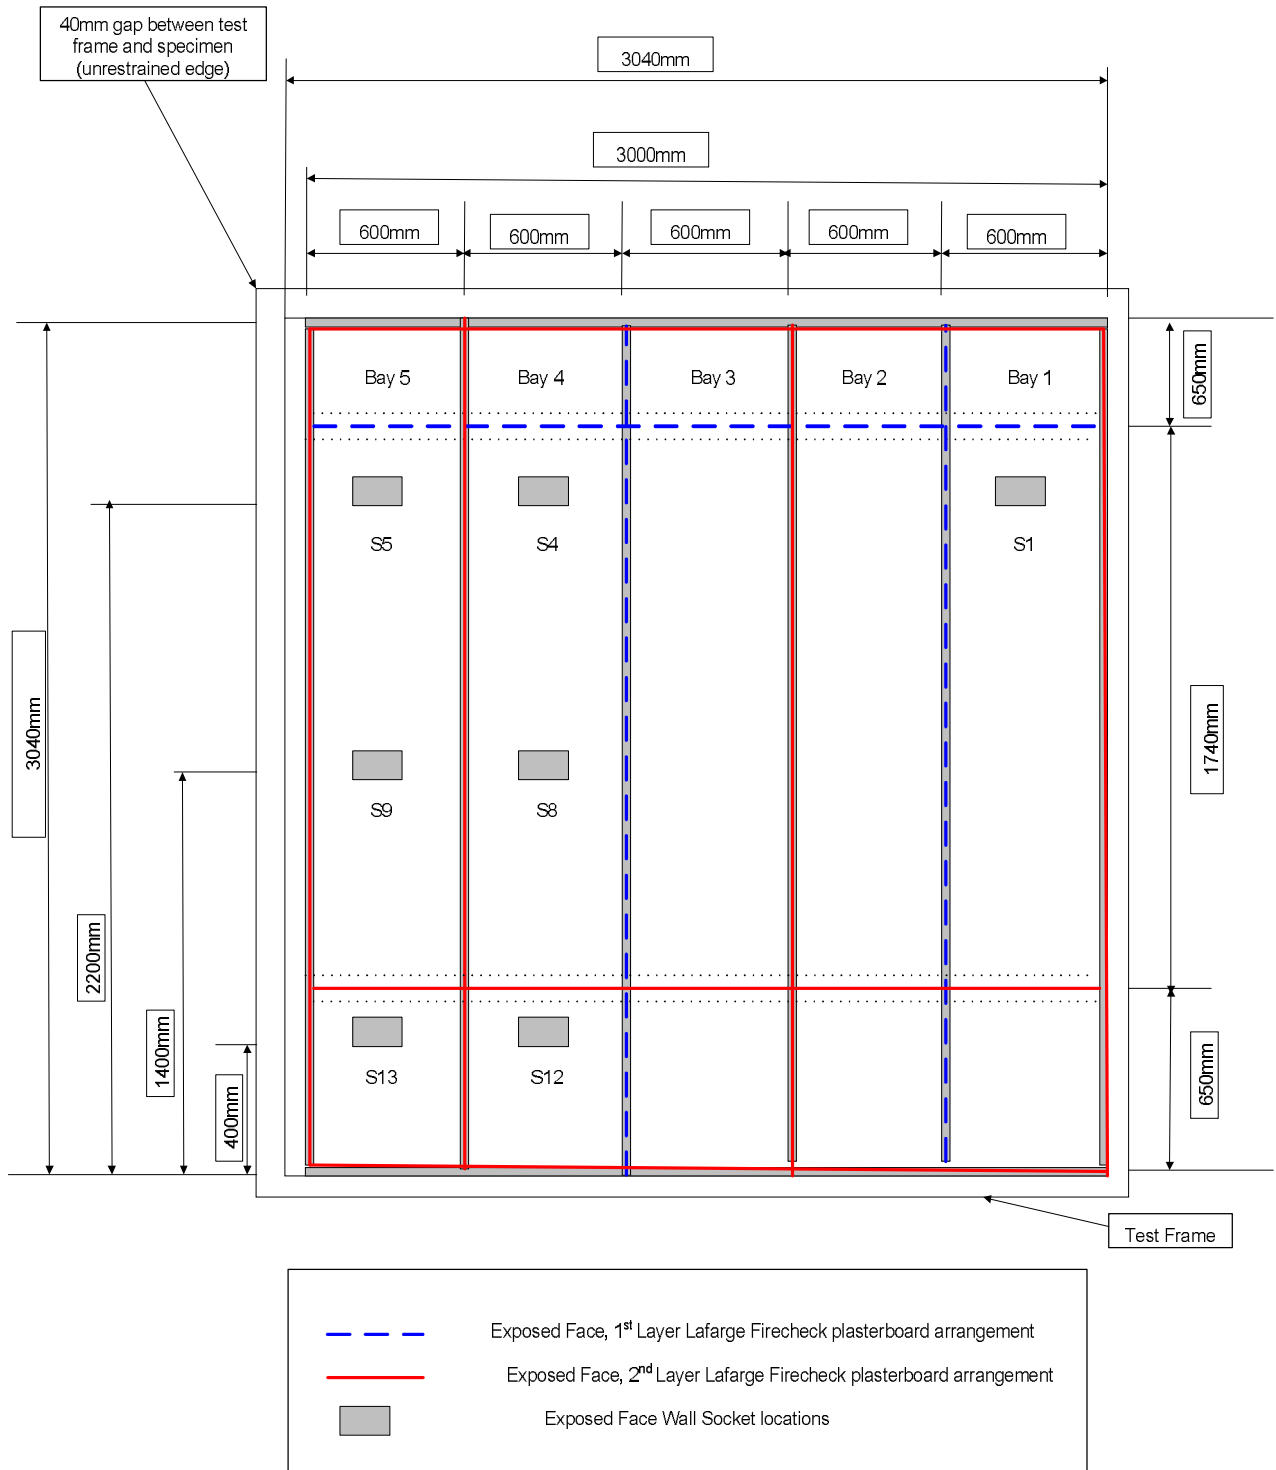 40mm gap between test
frame and specimen
(unrestrained edge)
3040mm
3000mm
600mm
600mm
600mm
600mm
600mm
Bay 5
Bay 4
Bay 3
Bay 2
Bay 1
650mm
S5
S4
S1
3040mm
1740mm
S9
S8
2200mm
1400mm
400mm
S13
S12
650mm
Test Frame
Exposed Face, 1st Layer Lafarge Firecheck plasterboard arrangement
Exposed Face, 2nd Layer Lafarge Firecheck plasterboard arrangement
Exposed Face Wall Socket locations